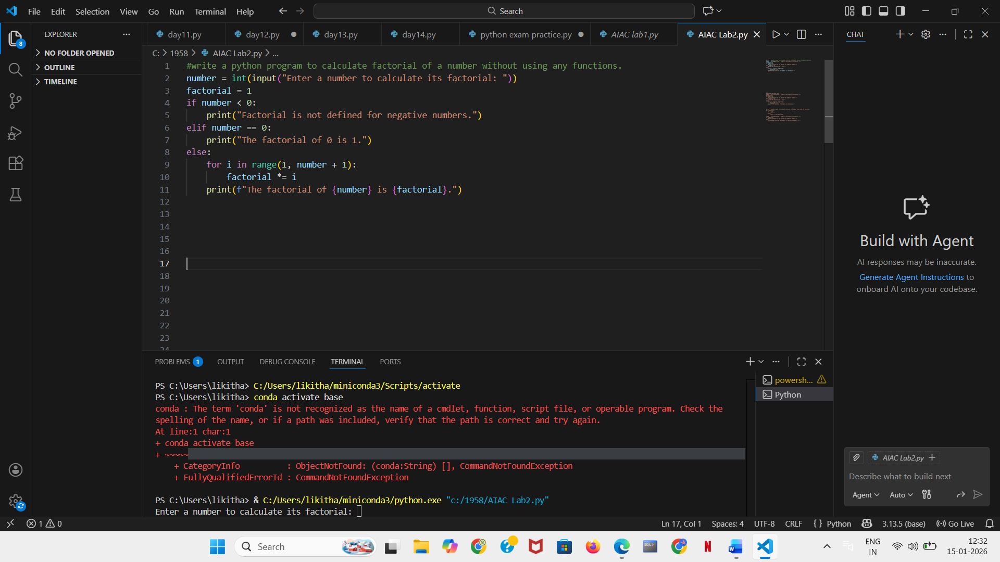 File Edit Selection View Go Run Terminal Help
Search
EXPLORER
8
NO FOLDER OPENED
OUTLINE
TIMELINE
day11.py
day12.py
day13.py
day14.py
python exam practice.py
AIAC lab1.py
AIAC Lab2.py
C: > 1958 > AIAC Lab2.py > ...
1 #write a python program to calculate factorial of a number without using any functions.
2 number = int(input("Enter a number to calculate its factorial: "))
3 factorial = 1
4 if number < 0:
5     print("Factorial is not defined for negative numbers.")
6 elif number == 0:
7     print("The factorial of 0 is 1.")
8 else:
9     for i in range(1, number + 1):
10         factorial *= i
11     print(f"The factorial of {number} is {factorial}.")
12
13
14
15
16
17
18
19
20
21
22
23
24
PROBLEMS 1 OUTPUT DEBUG CONSOLE TERMINAL PORTS
PS C:\Users\likitha> C:/Users/likitha/miniconda3/Scripts/activate
PS C:\Users\likitha> conda activate base
conda : The term 'conda' is not recognized as the name of a cmdlet, function, script file, or operable program. Check the
spelling of the name, or if a path was included, verify that the path is correct and try again.
At line:1 char:1
+ conda activate base
+ ~~~~~
    + CategoryInfo          : ObjectNotFound: (conda:String) [], CommandNotFoundException
    + FullyQualifiedErrorId : CommandNotFoundException
PS C:\Users\likitha> & C:/Users/likitha/miniconda3/python.exe "c:/1958/AIAC Lab2.py"
Enter a number to calculate its factorial:
powersh...
Python
CHAT
Build with Agent
AI responses may be inaccurate.
Generate Agent Instructions to
onboard AI onto your codebase.
AIAC Lab2.py +
Describe what to build next
Agent Auto
1 0
Ln 17, Col 1 Spaces: 4 UTF-8 CRLF { } Python 3.13.5 (base) Go Live
Search
SQL>
N
W
ENG
IN
12:32
15-01-2026